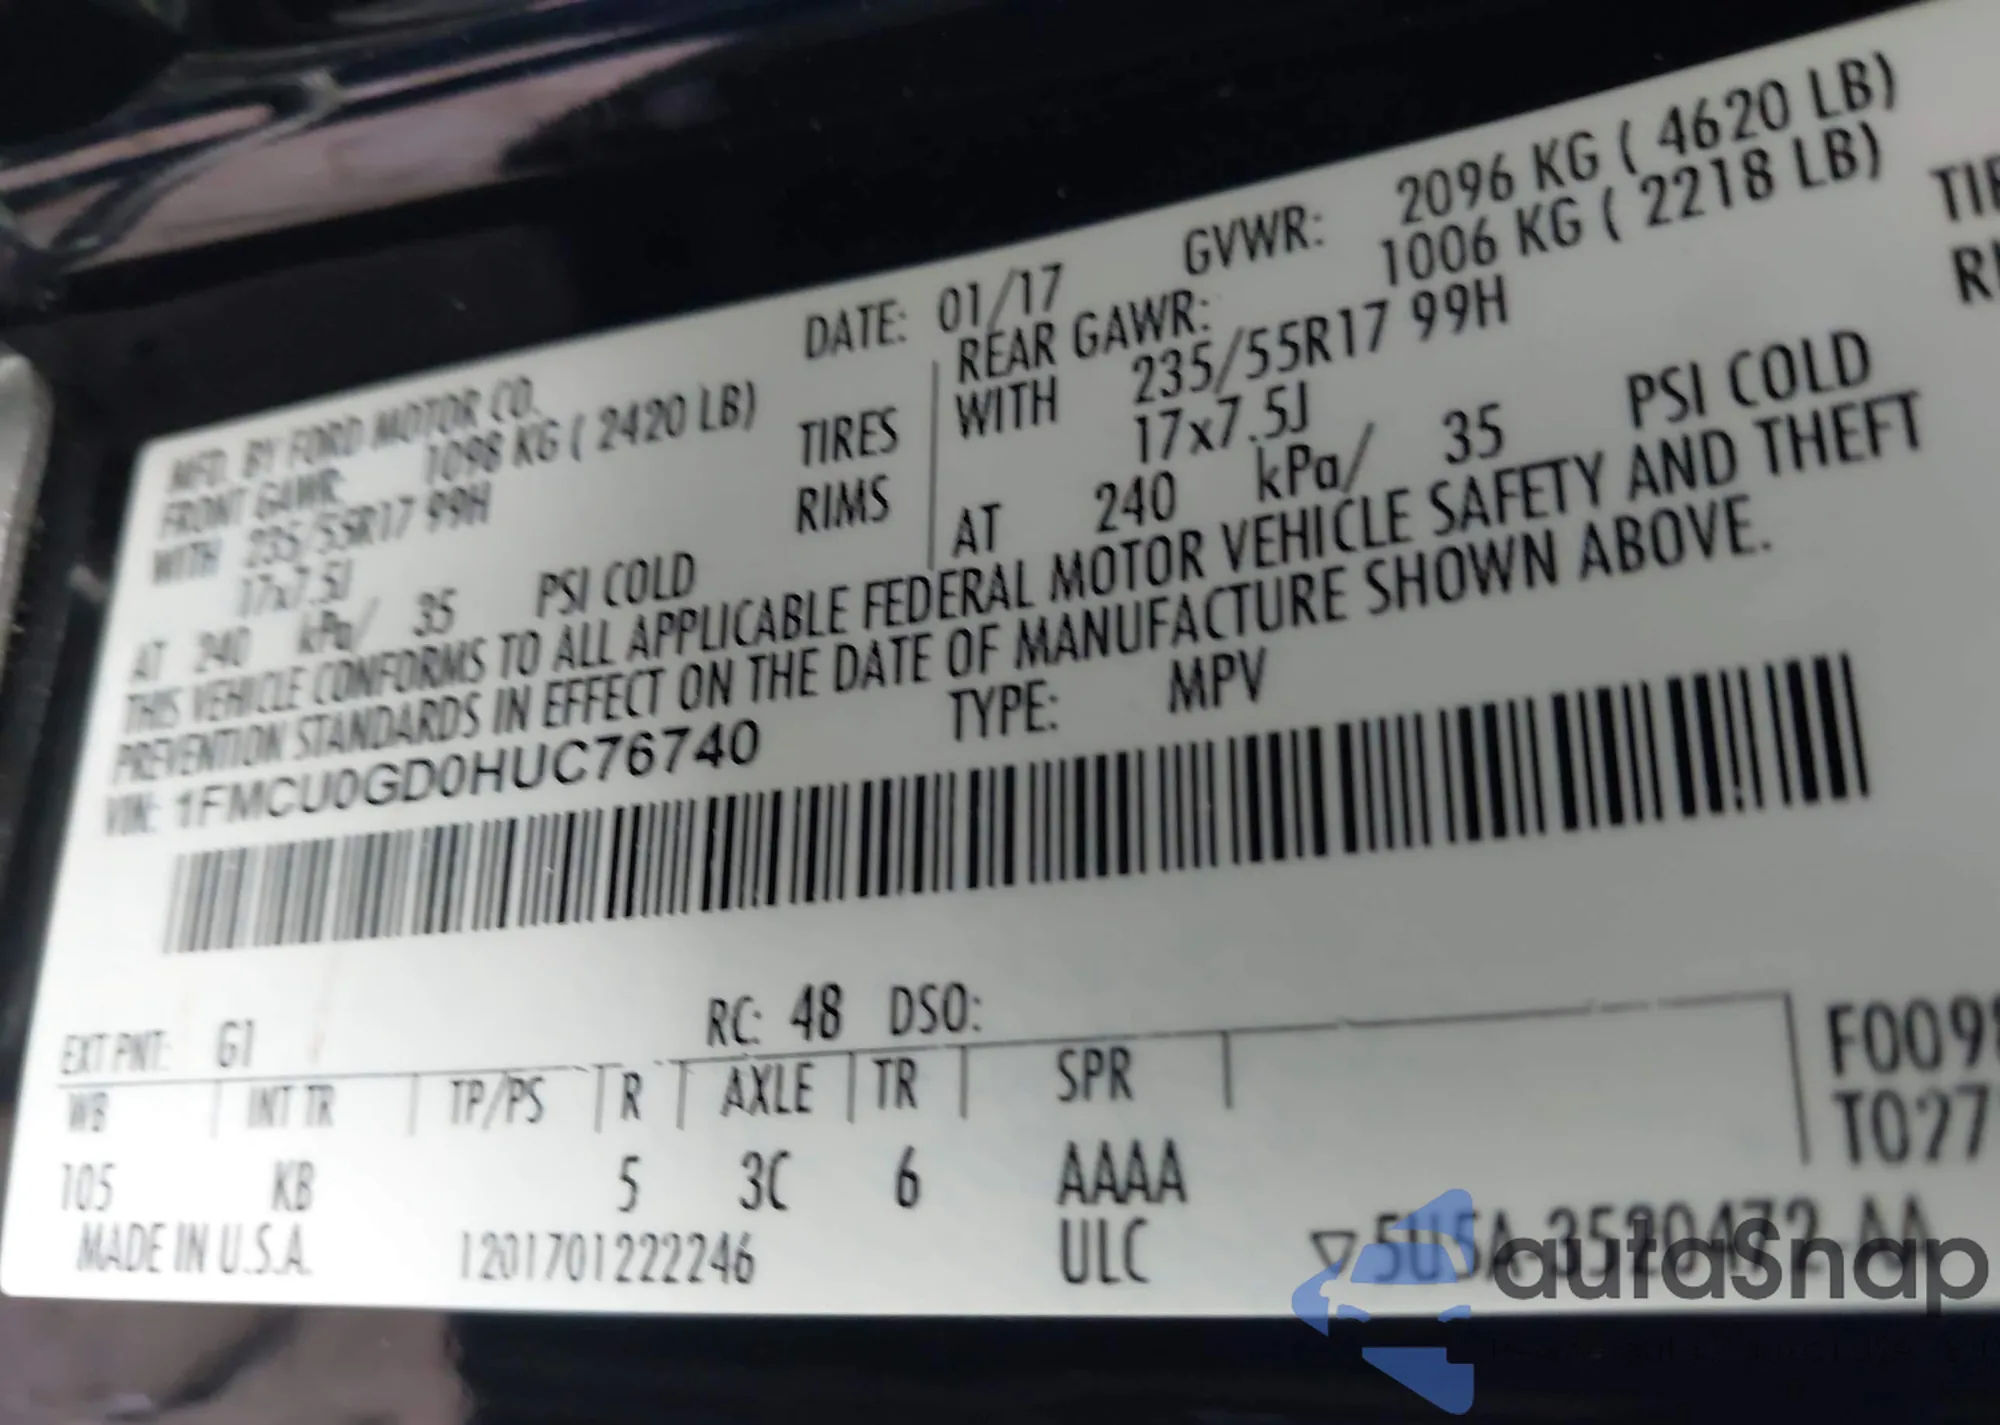 MFD. BY FORD MOTOR CO. DATE: 01/17 GVWR: 2096 KG ( 4620 LB)
FRONT GAWR: 1098 KG ( 2420 LB) REAR GAWR: 1006 KG ( 2218 LB)
WITH 235/55R17 99H TIRES WITH 235/55R17 99H
17x7.5J RIMS 17x7.5J
AT 240 kPa/ 35 PSI COLD AT 240 kPa/ 35 PSI COLD
THIS VEHICLE CONFORMS TO ALL APPLICABLE FEDERAL MOTOR VEHICLE SAFETY AND THEFT
PREVENTION STANDARDS IN EFFECT ON THE DATE OF MANUFACTURE SHOWN ABOVE.
VIN: 1FMCU0GD0HUC76740 TYPE: MPV
EXT PNT: G1 RC: 48 DSO:
WB INT TR TP/PS R AXLE TR SPR
105 KB 5 3C 6 AAAA
MADE IN U.S.A. 1201701222246 ULC
autoSnap